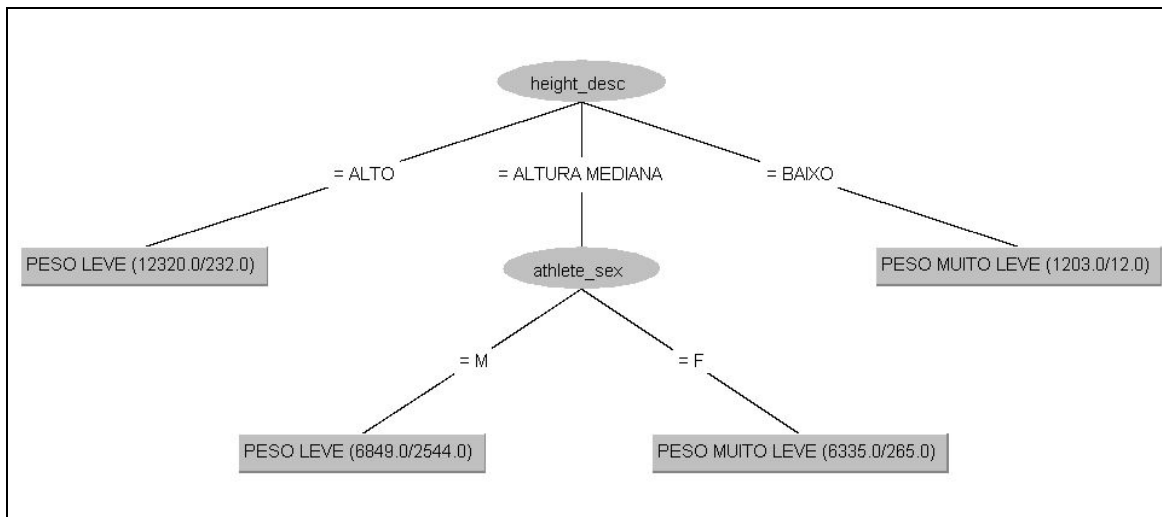 height_desc
= ALTO
= ALTURA MEDIANA
= BAIXO
PESO LEVE (12320.0/232.0)
athlete_sex
PESO MUITO LEVE (1203.0/12.0)
= M
= F
PESO LEVE (6849.0/2544.0)
PESO MUITO LEVE (6335.0/265.0)